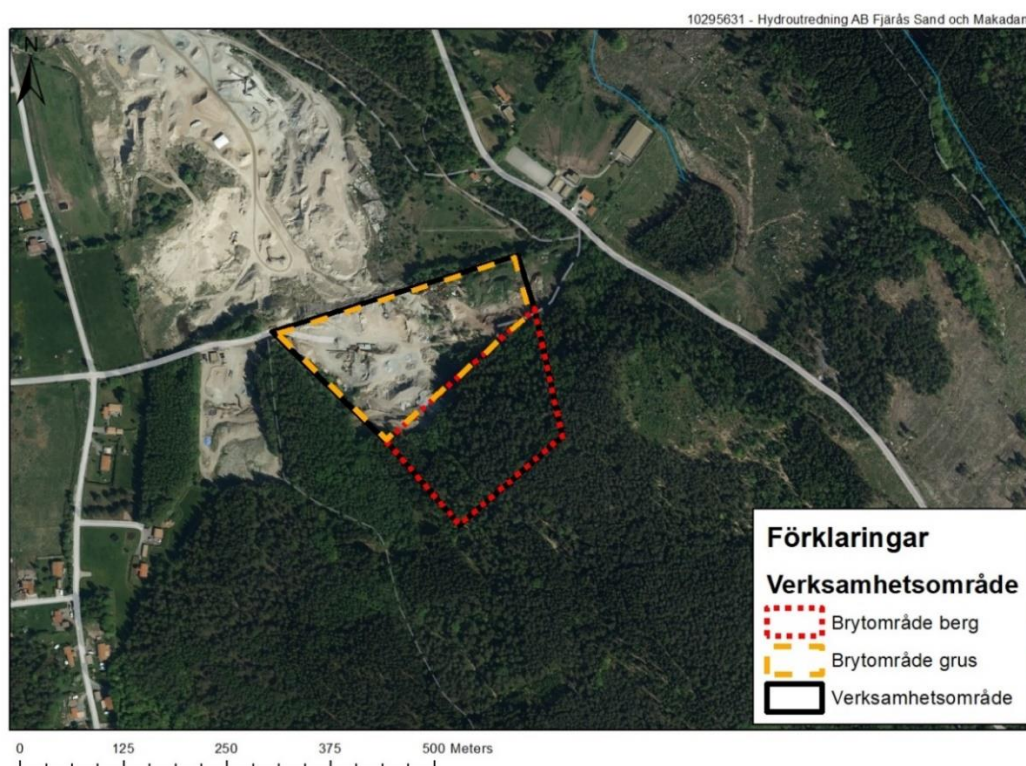 10295631 - Hydroutredning AB Fjärås Sand och Makadam
N
Förklaringar
Verksamhetsområde
Brytområde berg
Brytområde grus
Verksamhetsområde
0 125 250 375 500 Meters